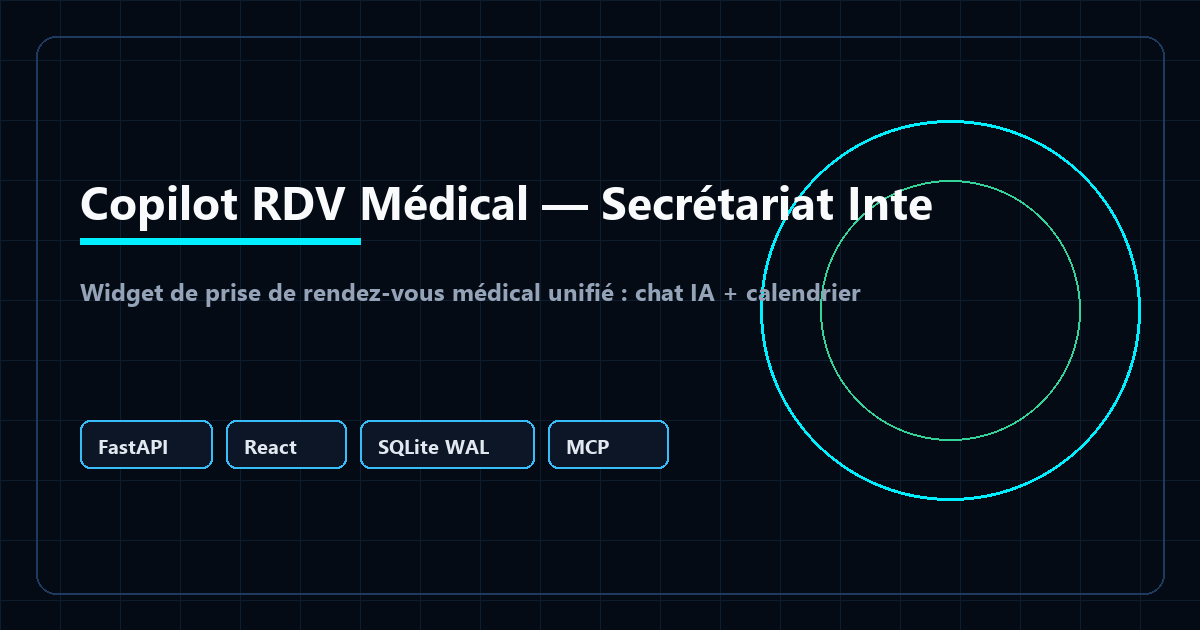 Copilot RDV Médical — Secrétariat Inte
Widget de prise de rendez-vous médical unifié : chat IA + calendrier
FastAPI
React
SQLite WAL
MCP